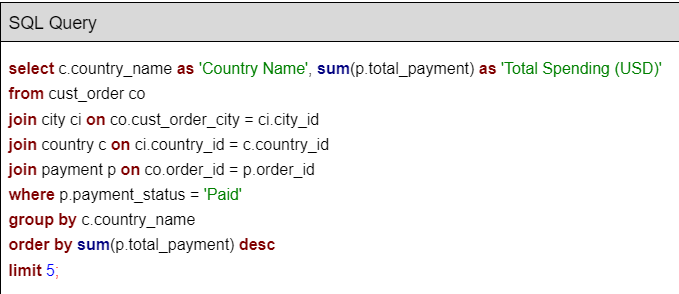 SQL Query
select c.country_name as 'Country Name', sum(p.total_payment) as 'Total Spending (USD)'
from cust_order co
join city ci on co.cust_order_city = ci.city_id
join country c on ci.country_id = c.country_id
join payment p on co.order_id = p.order_id
where p.payment_status = 'Paid'
group by c.country_name
order by sum(p.total_payment) desc
limit 5;